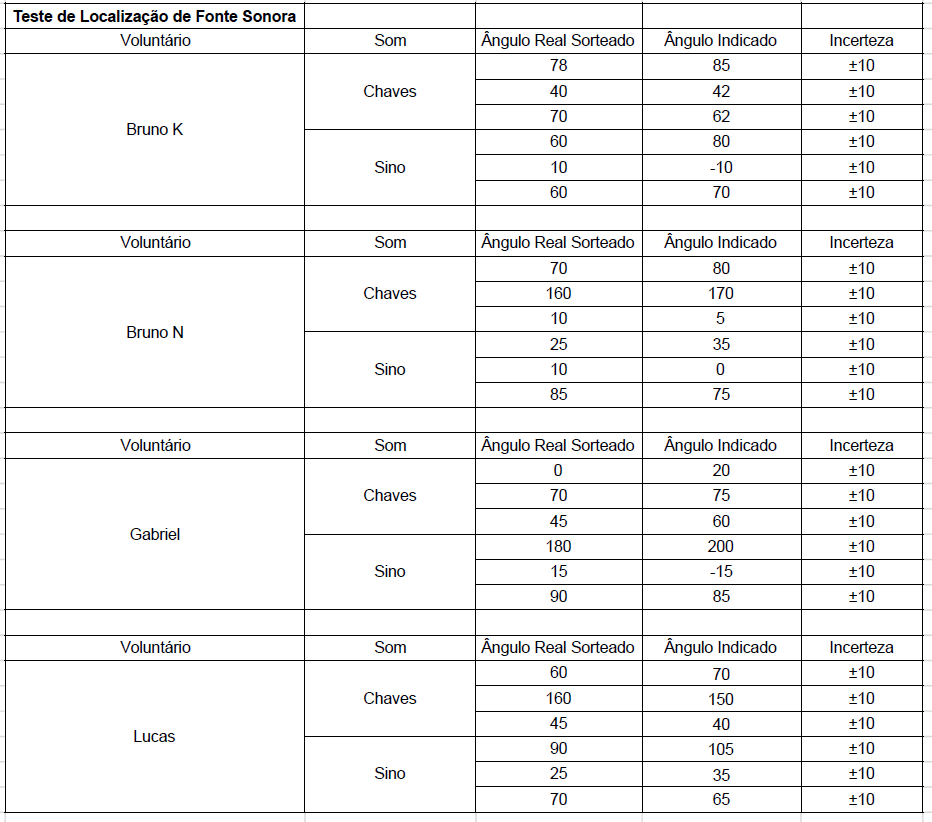 Teste de Localização de Fonte Sonora
Voluntário Som Ângulo Real Sorteado Ângulo Indicado Incerteza
Bruno K Chaves 78 85 ±10
40 42 ±10
70 62 ±10
Sino 60 80 ±10
10 -10 ±10
60 70 ±10
Voluntário Som Ângulo Real Sorteado Ângulo Indicado Incerteza
Bruno N Chaves 70 80 ±10
160 170 ±10
10 5 ±10
Sino 25 35 ±10
10 0 ±10
85 75 ±10
Voluntário Som Ângulo Real Sorteado Ângulo Indicado Incerteza
Gabriel Chaves 0 20 ±10
70 75 ±10
45 60 ±10
Sino 180 200 ±10
15 -15 ±10
90 85 ±10
Voluntário Som Ângulo Real Sorteado Ângulo Indicado Incerteza
Lucas Chaves 60 70 ±10
160 150 ±10
45 40 ±10
Sino 90 105 ±10
25 35 ±10
70 65 ±10